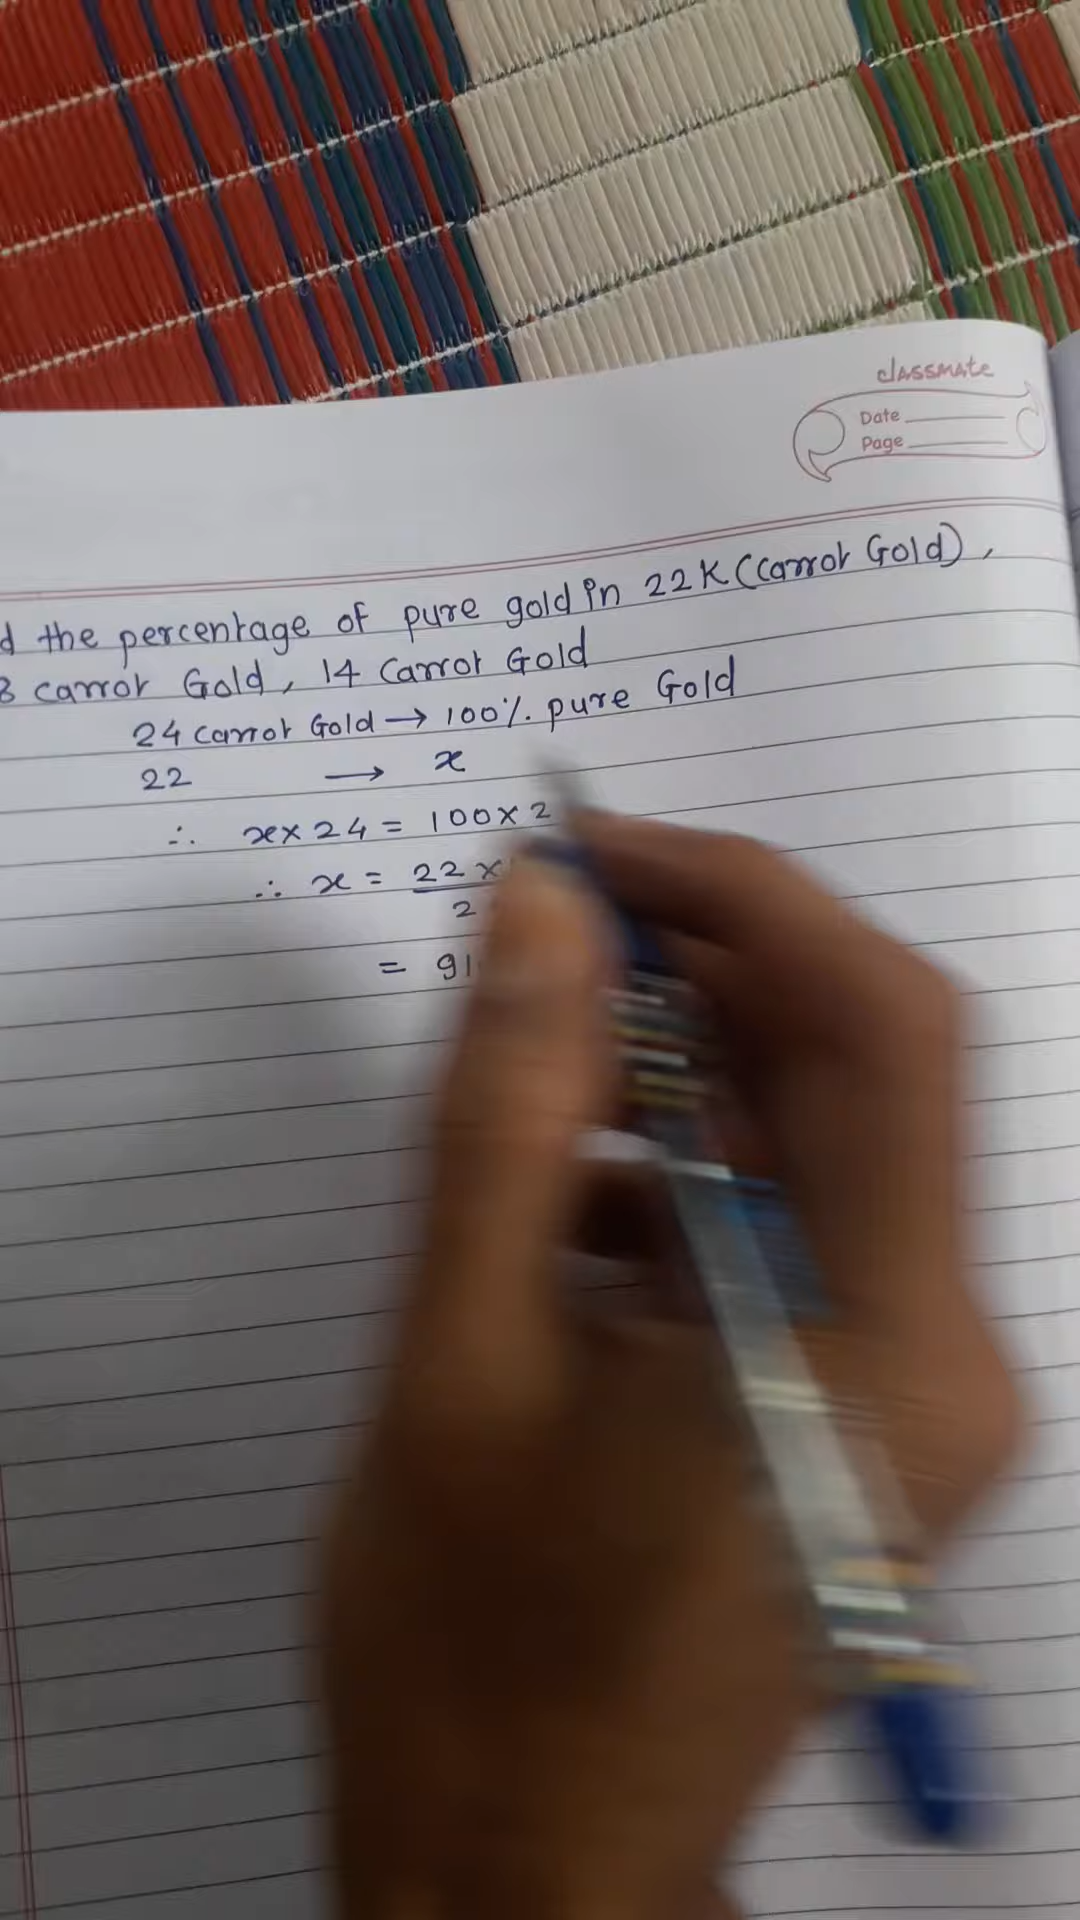 classmate
Date
Page
the percentage of pure gold in 22K (Carrot Gold),
carrot Gold, 14 Carrot Gold
24 carrot Gold → 100% pure Gold
22 → x
∴ x × 24 = 100 × 2
∴ x = 22 ×
2
= 91